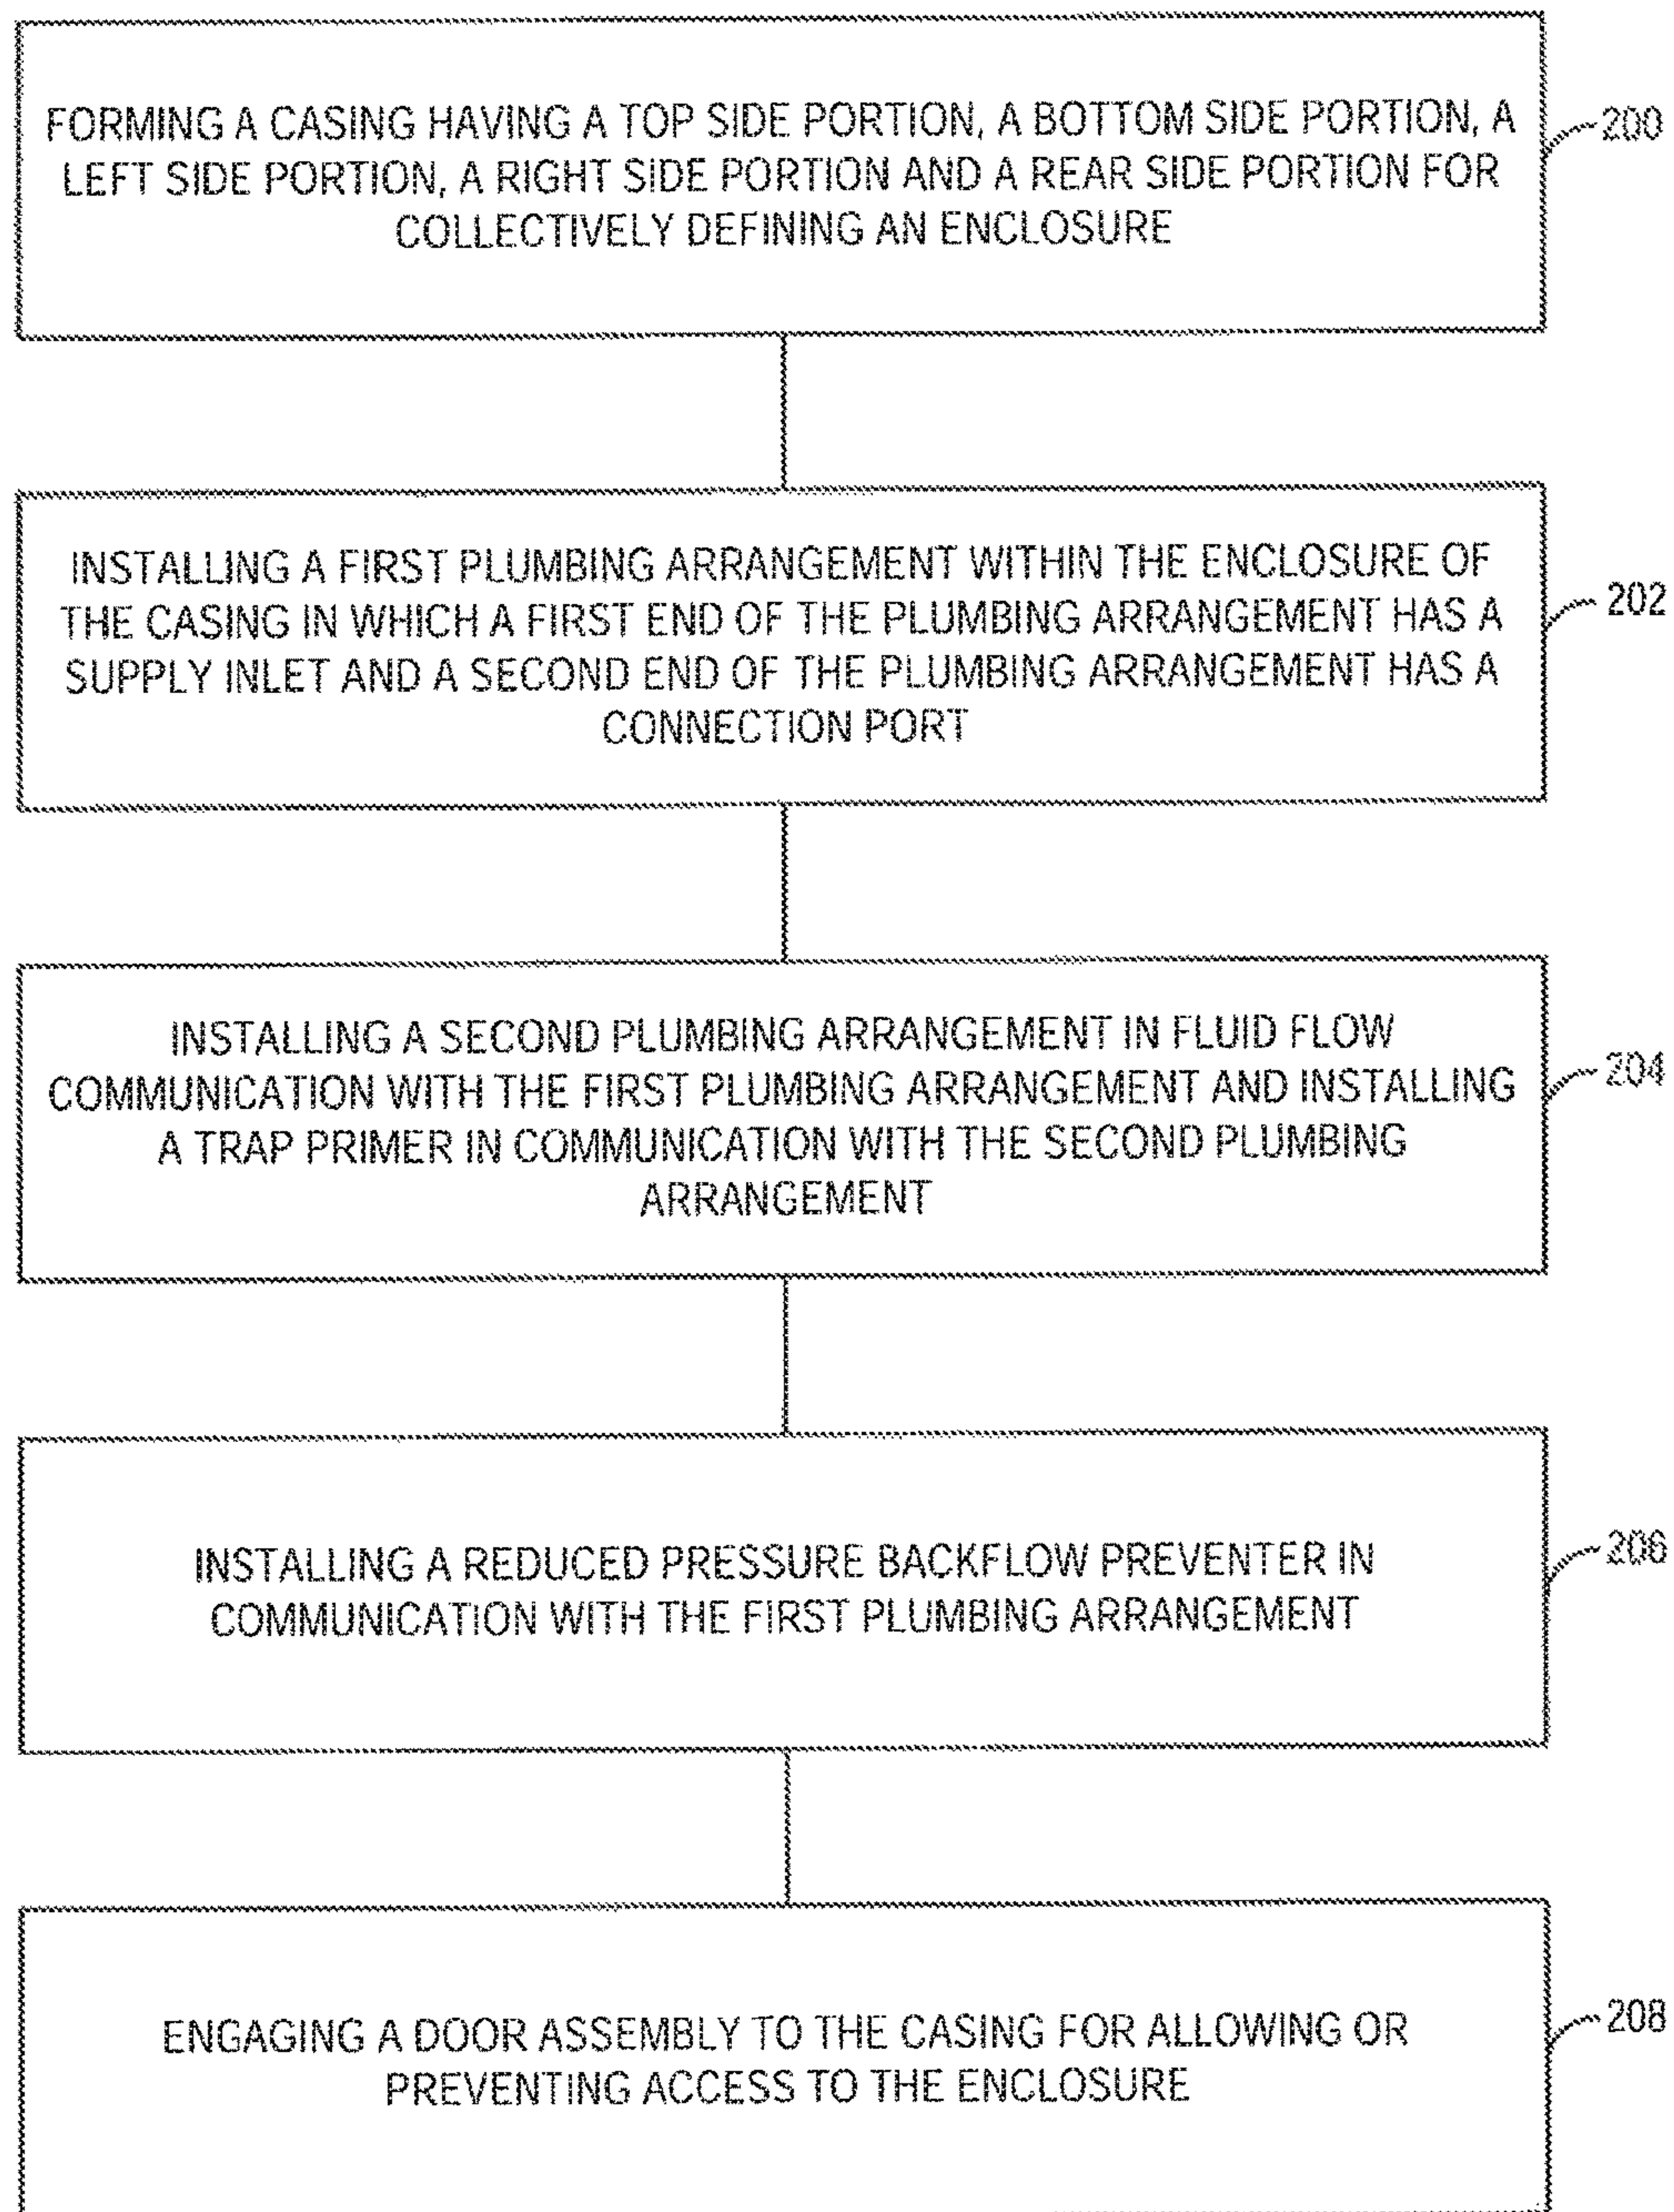 FORMING A CASING HAVING A TOP SIDE PORTION, A BOTTOM SIDE PORTION, A
LEFT SIDE PORTION, A RIGHT SIDE PORTION AND A REAR SIDE PORTION FOR
COLLECTIVELY DEFINING AN ENCLOSURE
200
INSTALLING A FIRST PLUMBING ARRANGEMENT WITHIN THE ENCLOSURE OF
THE CASING IN WHICH A FIRST END OF THE PLUMBING ARRANGEMENT HAS A
SUPPLY INLET AND A SECOND END OF THE PLUMBING ARRANGEMENT HAS A
CONNECTION PORT
202
INSTALLING A SECOND PLUMBING ARRANGEMENT IN FLUID FLOW
COMMUNICATION WITH THE FIRST PLUMBING ARRANGEMENT AND INSTALLING
A TRAP PRIMER IN COMMUNICATION WITH THE SECOND PLUMBING
ARRANGEMENT
204
INSTALLING A REDUCED PRESSURE BACKFLOW PREVENTER IN
COMMUNICATION WITH THE FIRST PLUMBING ARRANGEMENT
206
ENGAGING A DOOR ASSEMBLY TO THE CASING FOR ALLOWING OR
PREVENTING ACCESS TO THE ENCLOSURE
208